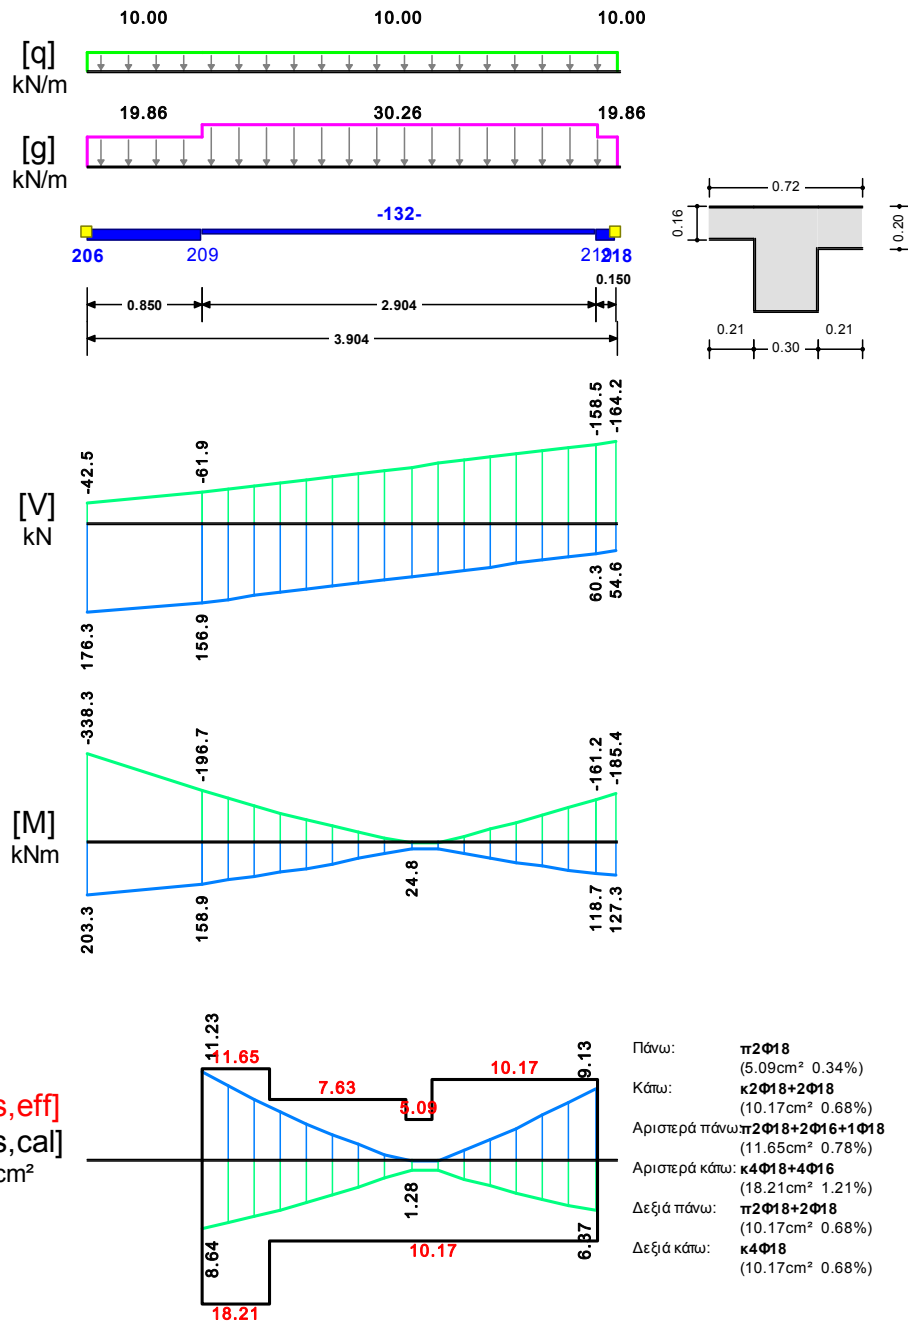 10.00 10.00 10.00
[q]
kN/m
19.86 30.26 19.86
[g]
kN/m
-132-
206 209 218
0.850 2.904 0.150
3.904
0.72
0.16 0.20
0.21 0.30 0.21
-42.5 -61.9 -158.5 -164.2
[V]
kN
176.3 156.9 60.3 54.6
-338.3 -196.7 -161.2 -185.4
[M]
kNm
203.3 158.9 24.8 118.7 127.3
11.23 11.65 7.63 5.09 10.17 9.13
s,eff]
s,cal]
cm²
8.64 1.28 6.37
10.17
18.21
Πάνω: π2Φ18
(5.09cm² 0.34%)
Κάτω: κ2Φ18+2Φ18
(10.17cm² 0.68%)
Αριστερά πάνω: π2Φ18+2Φ16+1Φ18
(11.65cm² 0.78%)
Αριστερά κάτω: κ4Φ18+4Φ16
(18.21cm² 1.21%)
Δεξιά πάνω: π2Φ18+2Φ18
(10.17cm² 0.68%)
Δεξιά κάτω: κ4Φ18
(10.17cm² 0.68%)